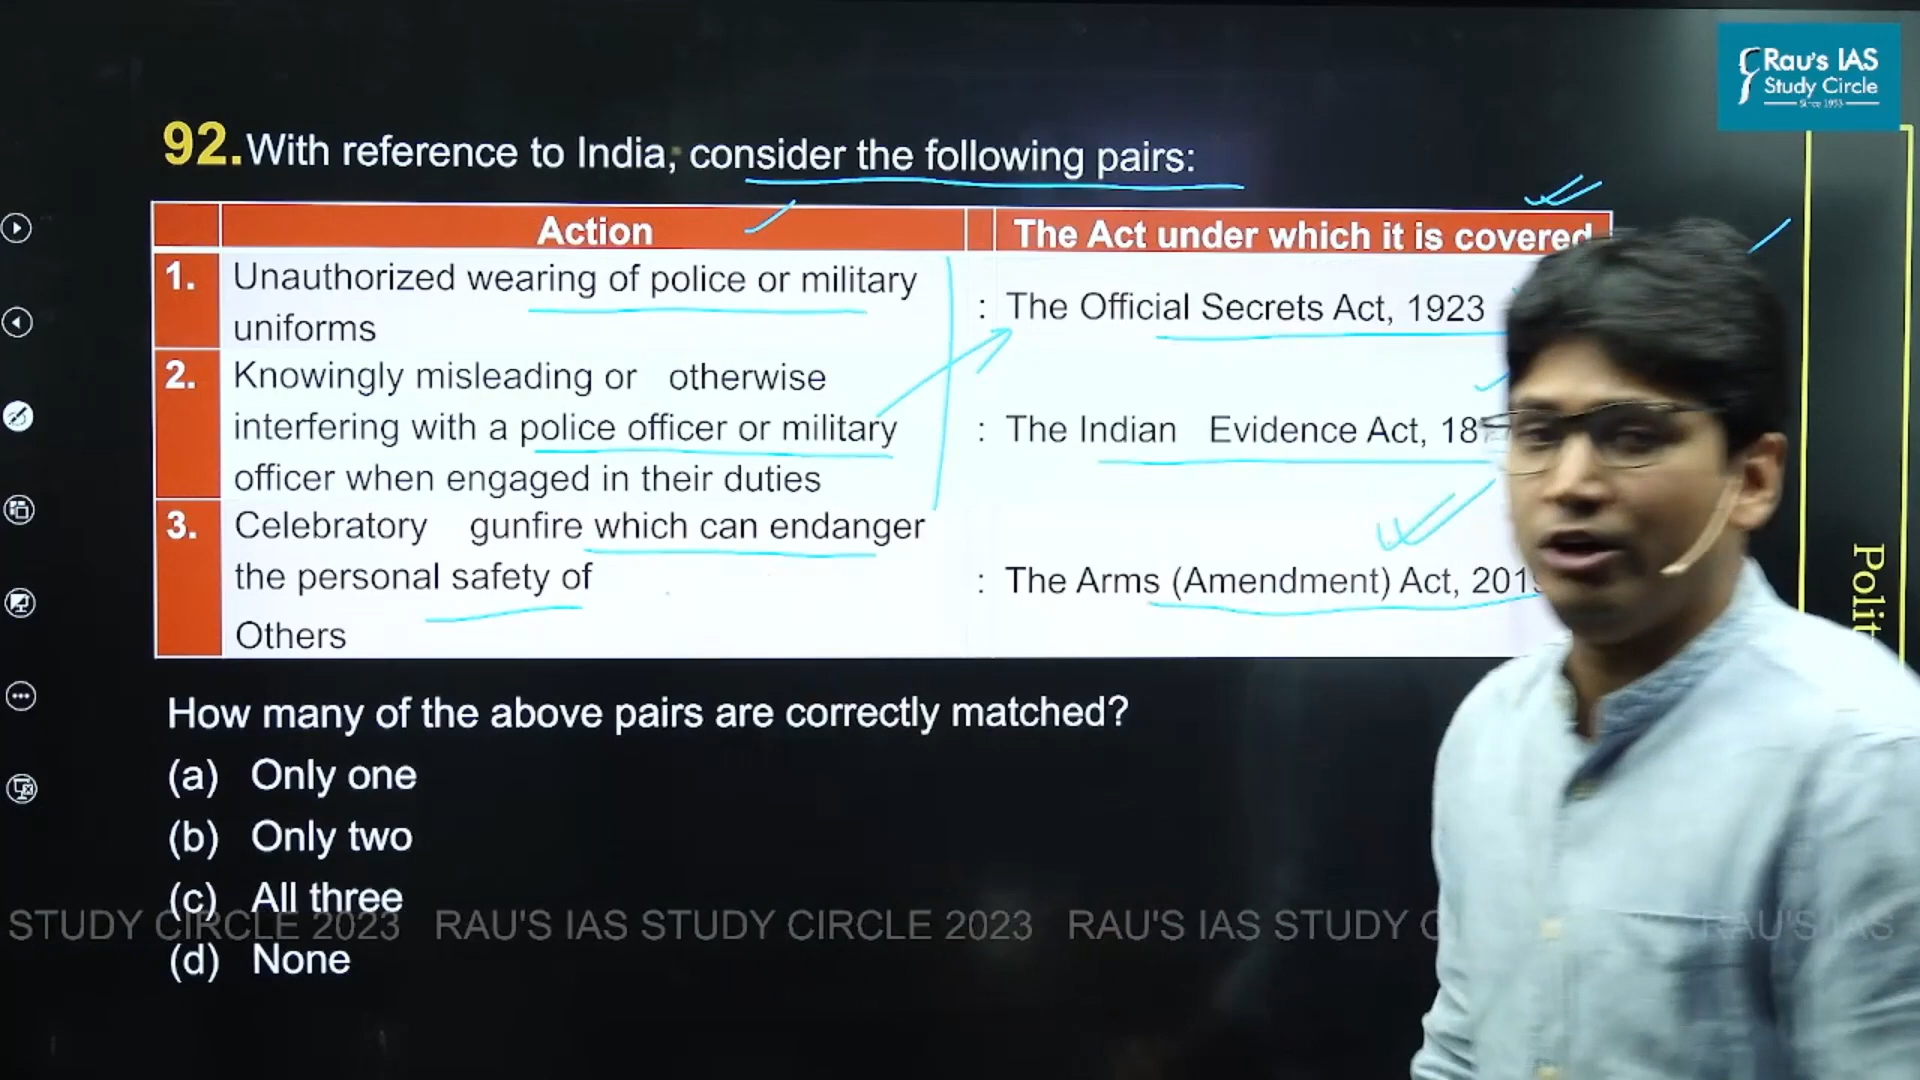 Rau's IAS
Study Circle
Since 1953
92. With reference to India, consider the following pairs:
Action
The Act under which it is covered
1. Unauthorized wearing of police or military
uniforms
: The Official Secrets Act, 1923
2. Knowingly misleading or otherwise
interfering with a police officer or military
officer when engaged in their duties
: The Indian Evidence Act, 18
3. Celebratory gunfire which can endanger
the personal safety of
Others
: The Arms (Amendment) Act, 2019
Polit
How many of the above pairs are correctly matched?
(a) Only one
(b) Only two
(c) All three
(d) None
STUDY CIRCLE 2023 RAU'S IAS STUDY CIRCLE 2023 RAU'S IAS STUDY C RAU'S IAS